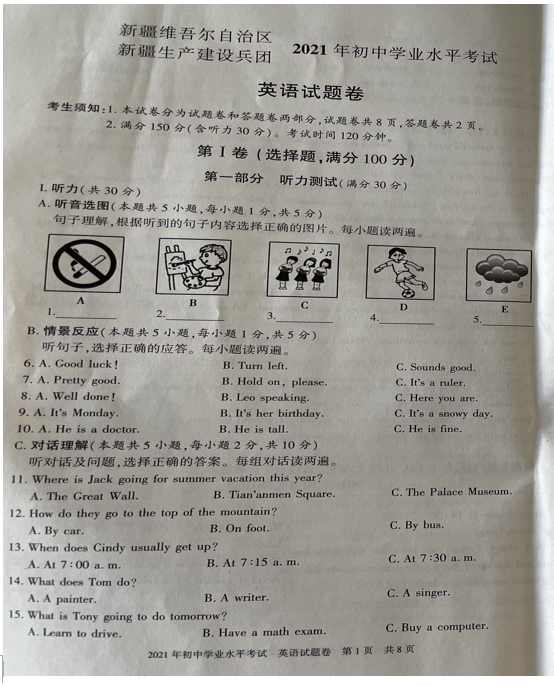 新疆维吾尔自治区
新疆生产建设兵团 2021年初中学业水平考试
英语试题卷
考生须知:1. 本试卷分为试题卷和答题卷两部分,试题卷共8页,答题卷共2页。
2. 满分150分(含听力30分)。考试时间120分钟。
第Ⅰ卷(选择题,满分100分)
第一部分 听力测试(满分30分)
Ⅰ. 听力(共30分)
A. 听音选图(本题共5小题,每小题1分,共5分)
句子理解,根据听到的句子内容选择正确的图片。每小题读两遍。
A B C D E
1. 2. 3. 4. 5.
B. 情景反应(本题共5小题,每小题1分,共5分)
听句子,选择正确的应答。每小题读两遍。
6. A. Good luck! B. Turn left. C. Sounds good.
7. A. Pretty good. B. Hold on, please. C. It's a ruler.
8. A. Well done! B. Leo speaking. C. Here you are.
9. A. It's Monday. B. It's her birthday. C. It's a snowy day.
10. A. He is a doctor. B. He is tall. C. He is fine.
C. 对话理解(本题共5小题,每小题2分,共10分)
听对话及问题,选择正确的答案。每组对话读两遍。
11. Where is Jack going for summer vacation this year?
A. The Great Wall. B. Tian'anmen Square. C. The Palace Museum.
12. How do they go to the top of the mountain?
A. By car. B. On foot. C. By bus.
13. When does Cindy usually get up?
A. At 7:00 a. m. B. At 7:15 a. m. C. At 7:30 a. m.
14. What does Tom do?
A. A painter. B. A writer. C. A singer.
15. What is Tony going to do tomorrow?
A. Learn to drive. B. Have a math exam. C. Buy a computer.
2021年初中学业水平考试 英语试题卷 第1页 共8页